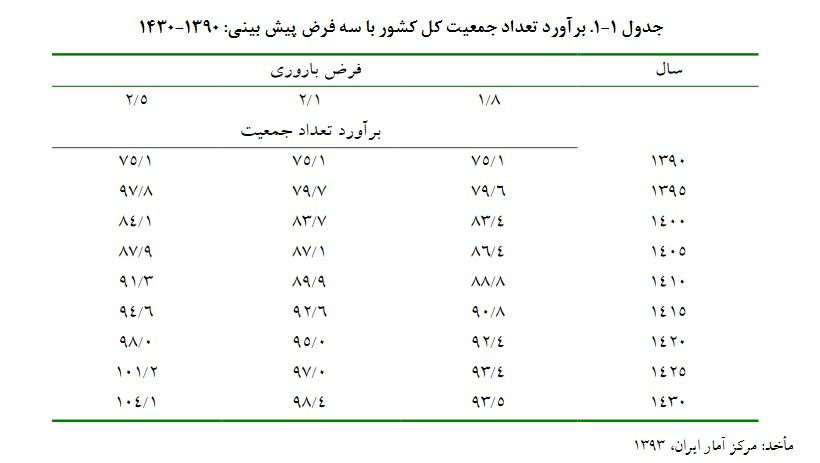 جدول ۱-۱. برآورد تعداد جمعیت کل کشور با سه فرض پیش بینی: ۱۳۹۰-۱۴۳۰
سال فرض باروری
۱/۸ ۲/۱ ۲/۵
برآورد تعداد جمعیت
۱۳۹۰ ۷۵/۱ ۷۵/۱ ۷۵/۱
۱۳۹۵ ۷۹/۶ ۷۹/۷ ۹۷/۸
۱۴۰۰ ۸۳/۴ ۸۳/۷ ۸۴/۱
۱۴۰۵ ۸۶/۴ ۸۷/۱ ۸۷/۹
۱۴۱۰ ۸۸/۸ ۸۹/۹ ۹۱/۳
۱۴۱۵ ۹۰/۸ ۹۲/۶ ۹۴/۶
۱۴۲۰ ۹۲/۴ ۹۵/۰ ۹۸/۰
۱۴۲۵ ۹۳/۴ ۹۷/۰ ۱۰۱/۲
۱۴۳۰ ۹۳/۵ ۹۸/۴ ۱۰۴/۱
مأخذ: مرکز آمار ایران، ۱۳۹۳